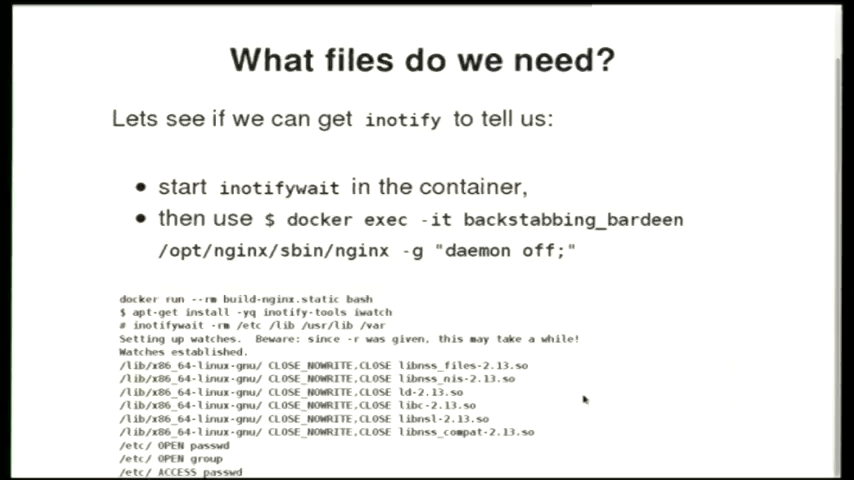 What files do we need?
Lets see if we can get inotify to tell us:
start inotifywait in the container,
then use $ docker exec -it backstabbing_bardeen
/opt/nginx/sbin/nginx -g "daemon off;"
docker run --rm build-nginx.static bash
$ apt-get install -yq inotify-tools iwatch
# inotifywait -rm /etc /lib /usr/lib /var
Setting up watches. Beware: since -r was given, this may take a while!
Watches established.
/lib/x86_64-linux-gnu/ CLOSE_NOWRITE,CLOSE libnss_files-2.13.so
/lib/x86_64-linux-gnu/ CLOSE_NOWRITE,CLOSE libnss_nis-2.13.so
/lib/x86_64-linux-gnu/ CLOSE_NOWRITE,CLOSE ld-2.13.so
/lib/x86_64-linux-gnu/ CLOSE_NOWRITE,CLOSE libc-2.13.so
/lib/x86_64-linux-gnu/ CLOSE_NOWRITE,CLOSE libnsl-2.13.so
/lib/x86_64-linux-gnu/ CLOSE_NOWRITE,CLOSE libnss_compat-2.13.so
/etc/ OPEN passwd
/etc/ OPEN group
/etc/ ACCESS passwd